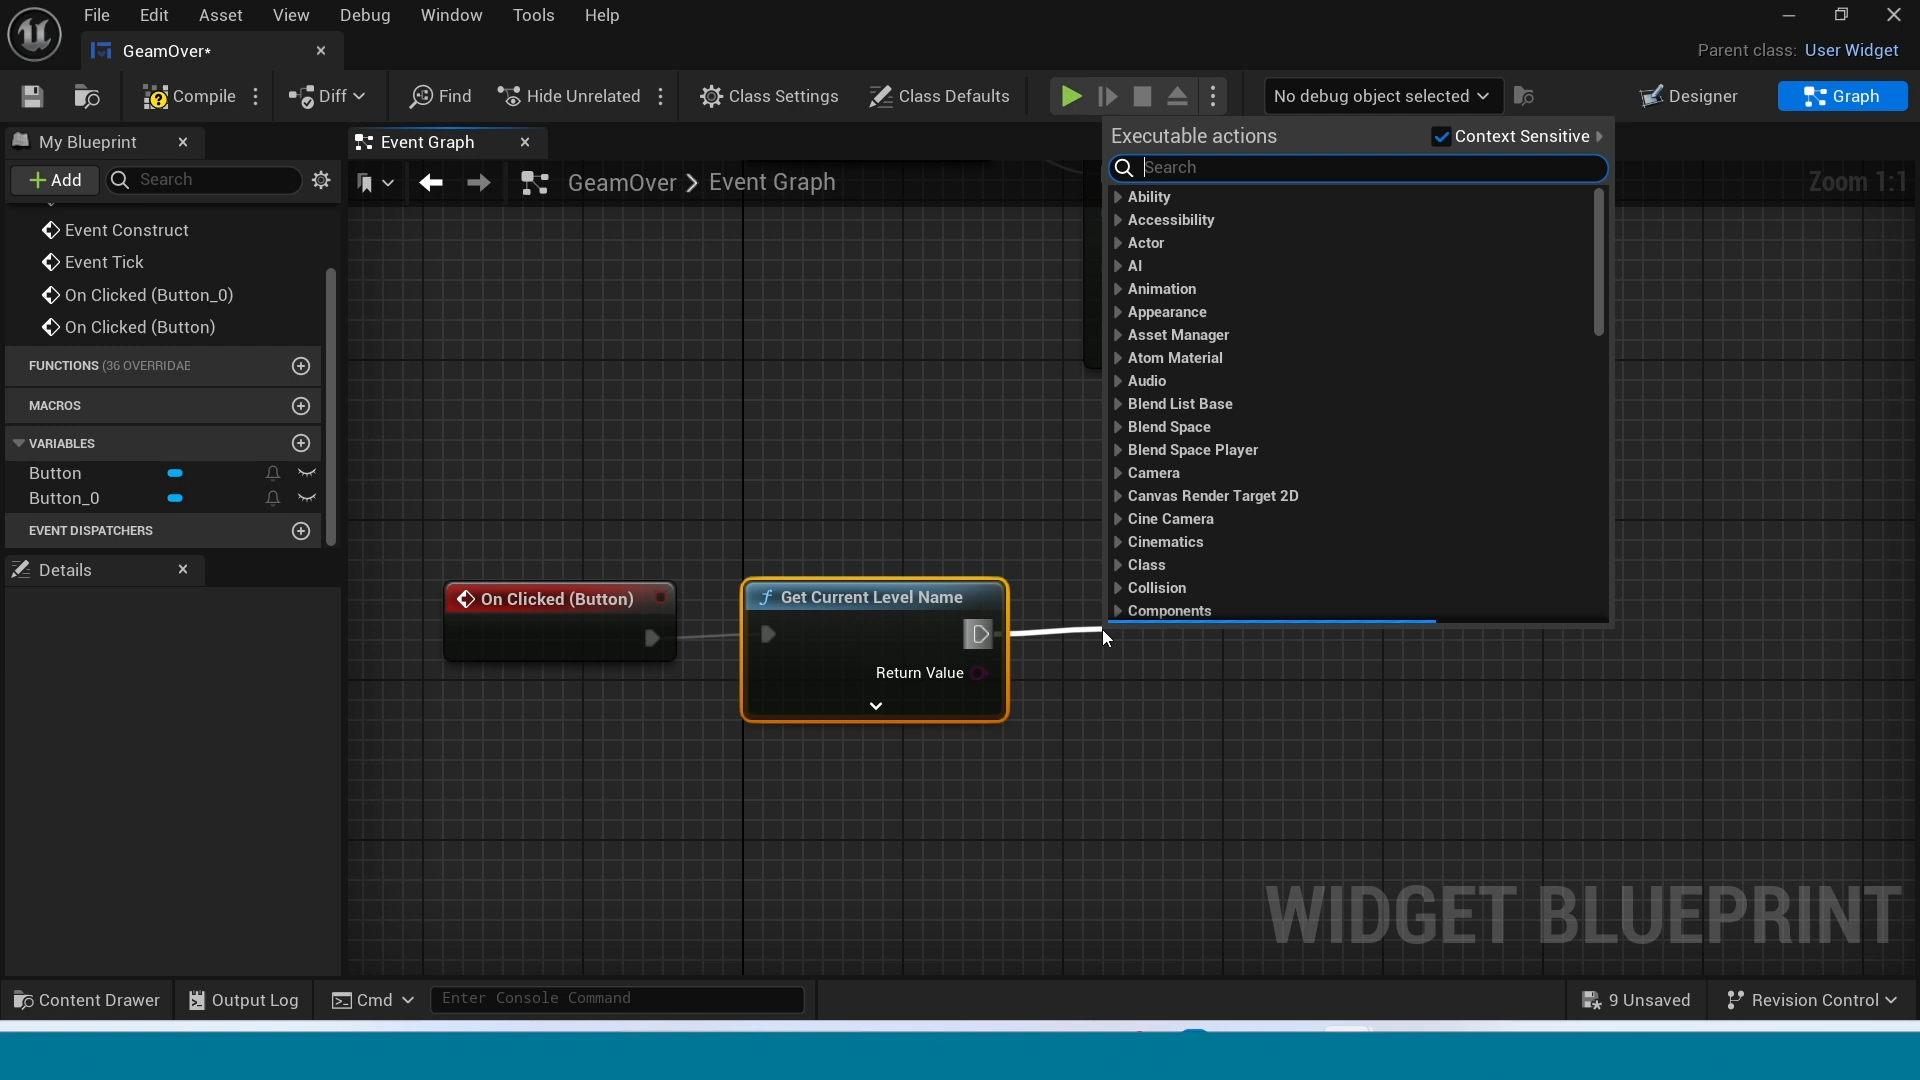 File Edit Asset View Debug Window Tools Help
GeamOver*
Parent class: User Widget
Compile Diff Find Hide Unrelated Class Settings Class Defaults No debug object selected Designer Graph
My Blueprint
Event Graph
Executable actions Context Sensitive
Add Search
GeamOver > Event Graph
Search
Zoom 1:1
Event Construct
Event Tick
On Clicked (Button_0)
On Clicked (Button)
FUNCTIONS (36 OVERRIDAE
MACROS
VARIABLES
Button
Button_0
EVENT DISPATCHERS
Details
Ability
Accessibility
Actor
AI
Animation
Appearance
Asset Manager
Atom Material
Audio
Blend List Base
Blend Space
Blend Space Player
Camera
Canvas Render Target 2D
Cine Camera
Cinematics
Class
Collision
Components
On Clicked (Button)
Get Current Level Name
Return Value
WIDGET BLUEPRINT
Content Drawer Output Log Cmd Enter Console Command 9 Unsaved Revision Control